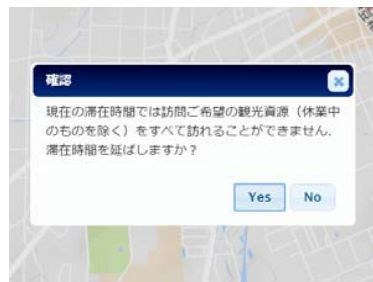 確認
現在の滞在時間では訪問ご希望の観光資源（休業中
のものを除く）をすべて訪れることができません．
滞在時間を延ばしますか？
Yes No